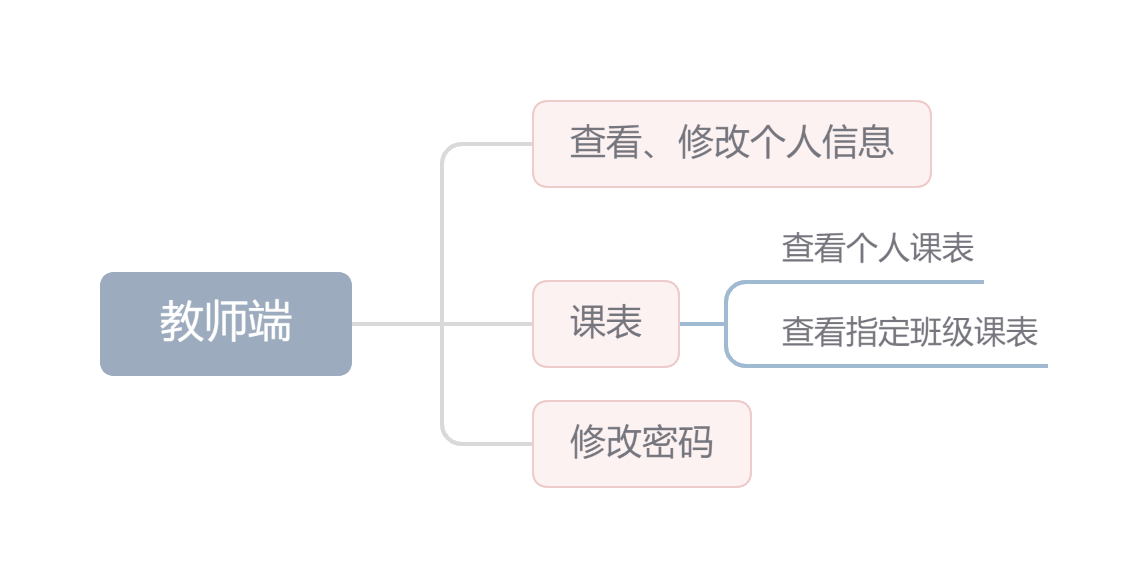 教师端
查看、修改个人信息
课表
查看个人课表
查看指定班级课表
修改密码